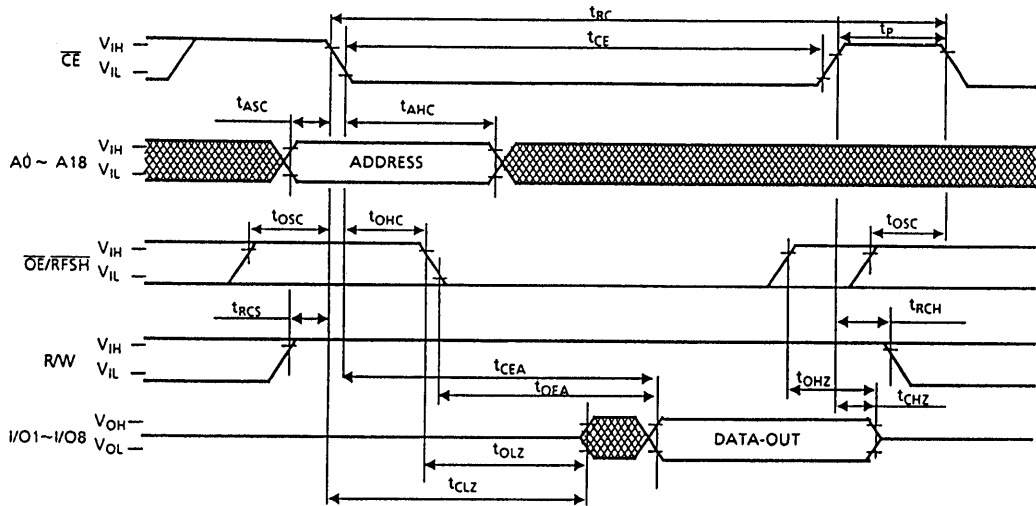 tRC
tCE
tP
CE
VIH
VIL
tASC
tAHC
A0 ~ A18
VIH
VIL
ADDRESS
tOSC
tOHC
tOSC
OE/RFSH
VIH
VIL
tRCS
tRCH
R/W
VIH
VIL
tCEA
tOEA
tOHZ
tCHZ
I/O1~I/O8
VOH
VOL
DATA-OUT
tOLZ
tCLZ